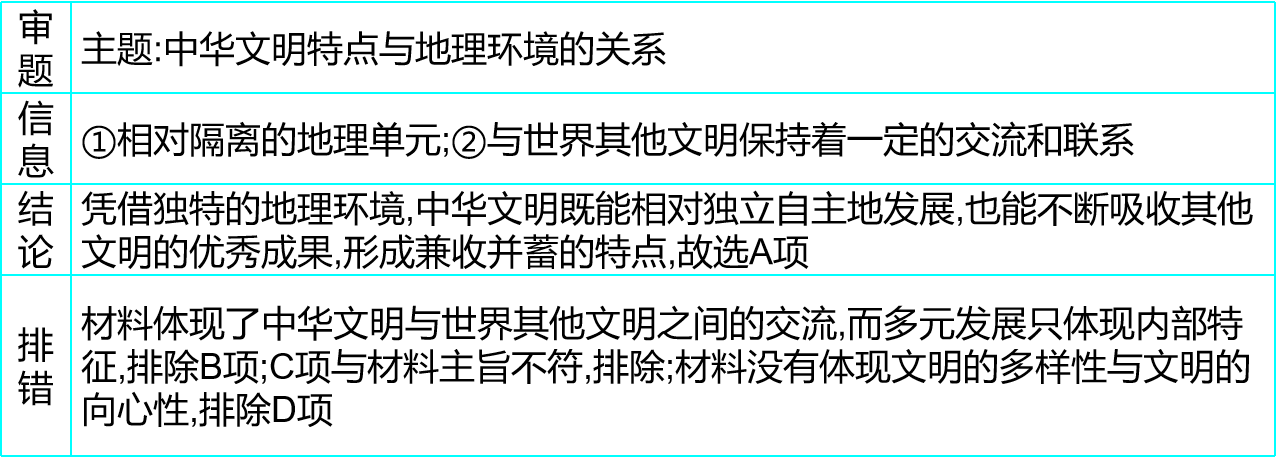 审题
主题:中华文明特点与地理环境的关系
信息
①相对隔离的地理单元;②与世界其他文明保持着一定的交流和联系
结论
凭借独特的地理环境,中华文明既能相对独立自主地发展,也能不断吸收其他
文明的优秀成果,形成兼收并蓄的特点,故选A项
排错
材料体现了中华文明与世界其他文明之间的交流,而多元发展只体现内部特
征,排除B项;C项与材料主旨不符,排除;材料没有体现文明的多样性与文明的
向心性,排除D项